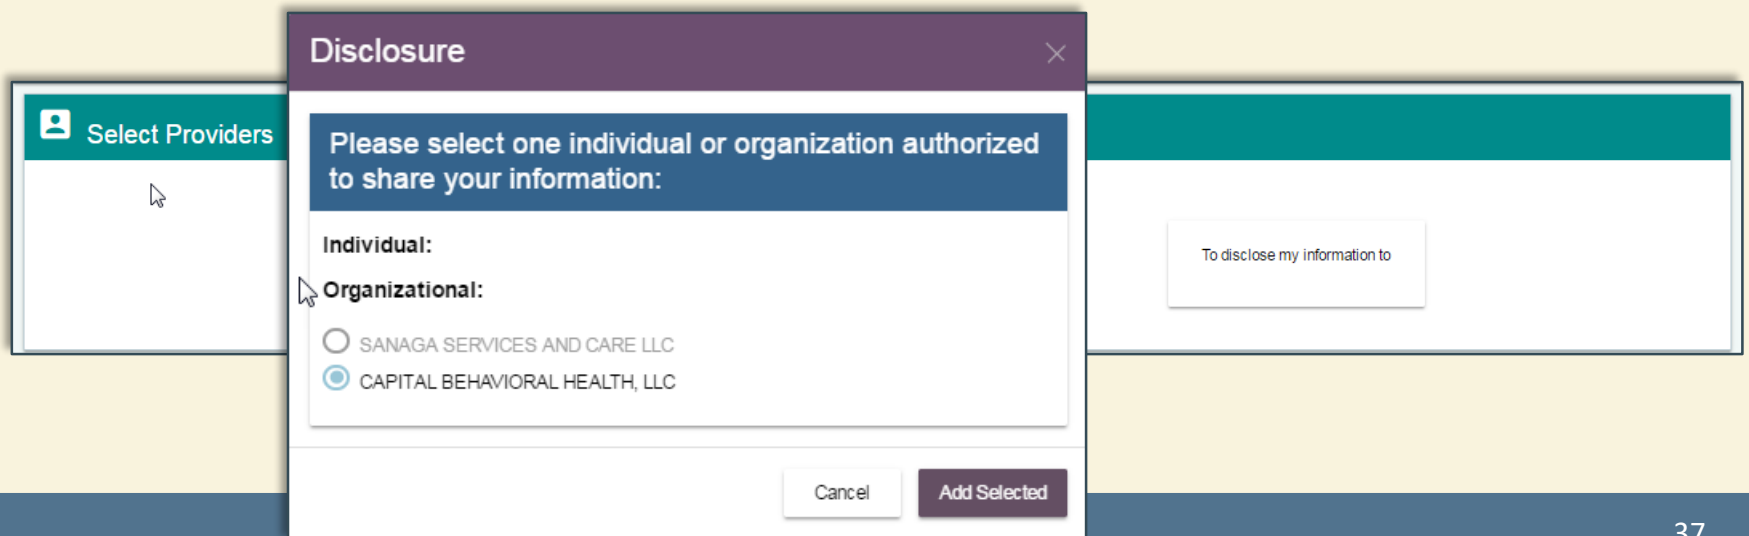 Disclosure
Select Providers
Please select one individual or organization authorized
to share your information:
Individual:
Organizational:
SANAGA SERVICES AND CARE LLC
CAPITAL BEHAVIORAL HEALTH, LLC
To disclose my information to
Cancel
Add Selected
37